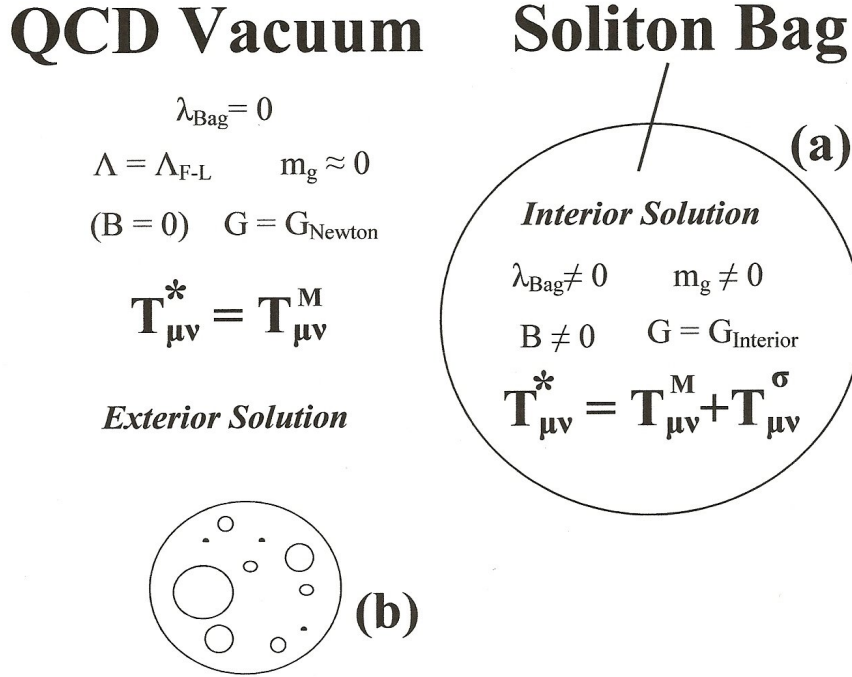 QCD Vacuum
λBag = 0
Λ = ΛF-L mg ≈ 0
(B = 0) G = GNewton
T*μν = TMμν
Exterior Solution
Soliton Bag
(a)
Interior Solution
λBag ≠ 0 mg ≠ 0
B ≠ 0 G = GInterior
T*μν = TMμν + Tσμν
(b)